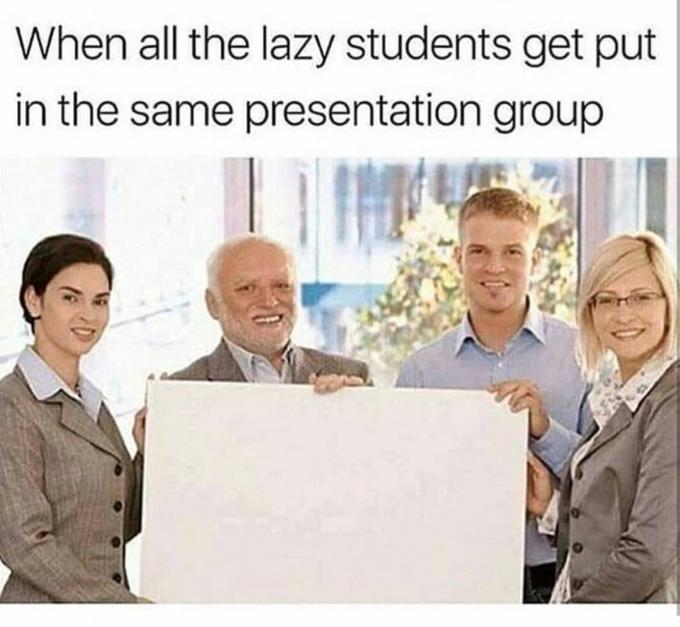 When all the lazy students get put
in the same presentation group